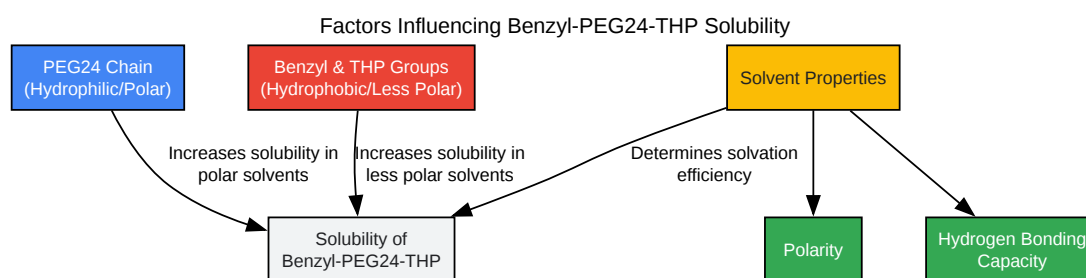 Factors Influencing Benzyl-PEG24-THP Solubility
PEG24 Chain
(Hydrophilic/Polar)
Benzyl & THP Groups
(Hydrophobic/Less Polar)
Solvent Properties
Increases solubility in
polar solvents
Increases solubility in
less polar solvents
Determines solvation
efficiency
Solubility of
Benzyl-PEG24-THP
Polarity
Hydrogen Bonding
Capacity